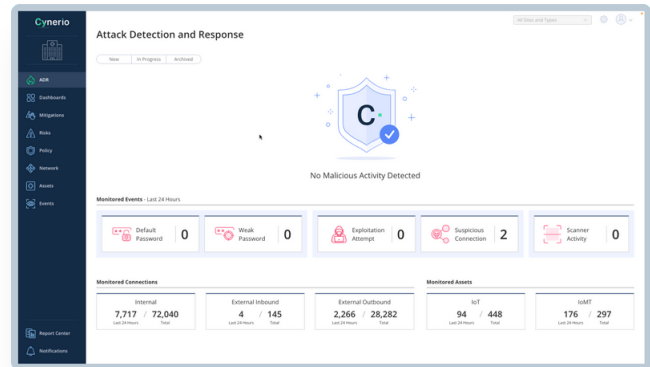 Cynerio
All Sites and Types
Attack Detection and Response
New In Progress Archived
ADR
Dashboards
Mitigations
Risks
Policy
Network
Assets
Events
C
No Malicious Activity Detected
Monitored Events - Last 24 Hours
Default Password 0
Weak Password 0
Exploitation Attempt 0
Suspicious Connection 2
Scanner Activity 0
Monitored Connections
Monitored Assets
Internal
7,717 / 72,040
Last 24 Hours Total
External Inbound
4 / 145
Last 24 Hours Total
External Outbound
2,266 / 28,282
Last 24 Hours Total
IoT
94 / 448
Last 24 Hours Total
IoMT
176 / 297
Last 24 Hours Total
Report Center
Notifications